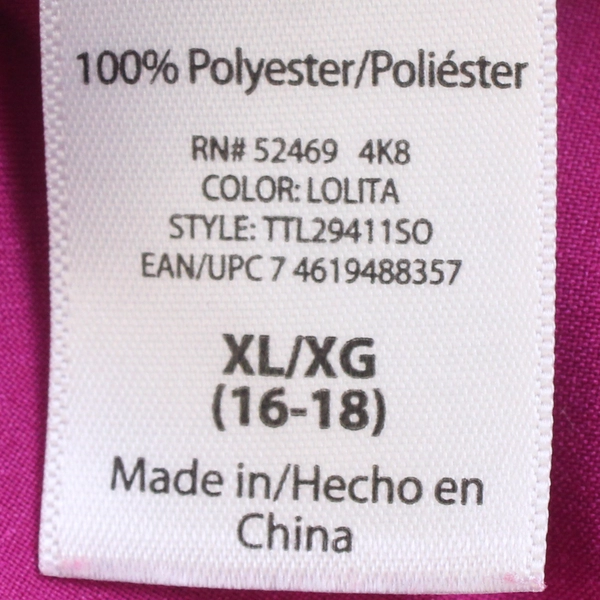 100% Polyester/Poliéster
RN# 52469 4K8
COLOR: LOLITA
STYLE: TTL29411SO
EAN/UPC 7 4619488357
XL/XG
(16-18)
Made in/Hecho en
China